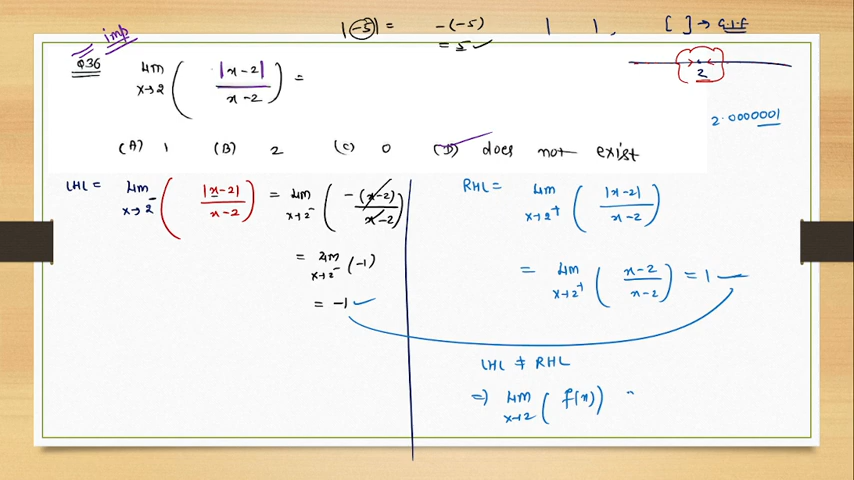 |-5| = -(-5) | |, [ ] → G.I.F
= 5 ✓
imp
Q36 lim x→2 ( |x-2| / x-2 ) =
2
2.0000001
(A) 1 (B) 2 (C) 0 (D) does not exist
LHL = lim x→2⁻ ( |x-2| / x-2 ) = lim x→2⁻ ( -(x-2) / x-2 )
= lim x→2⁻ (-1)
= -1 ✓
RHL = lim x→2⁺ ( |x-2| / x-2 )
= lim x→2⁺ ( x-2 / x-2 ) = 1
LHL ≠ RHL
⇒ lim x→2 ( f(x) )